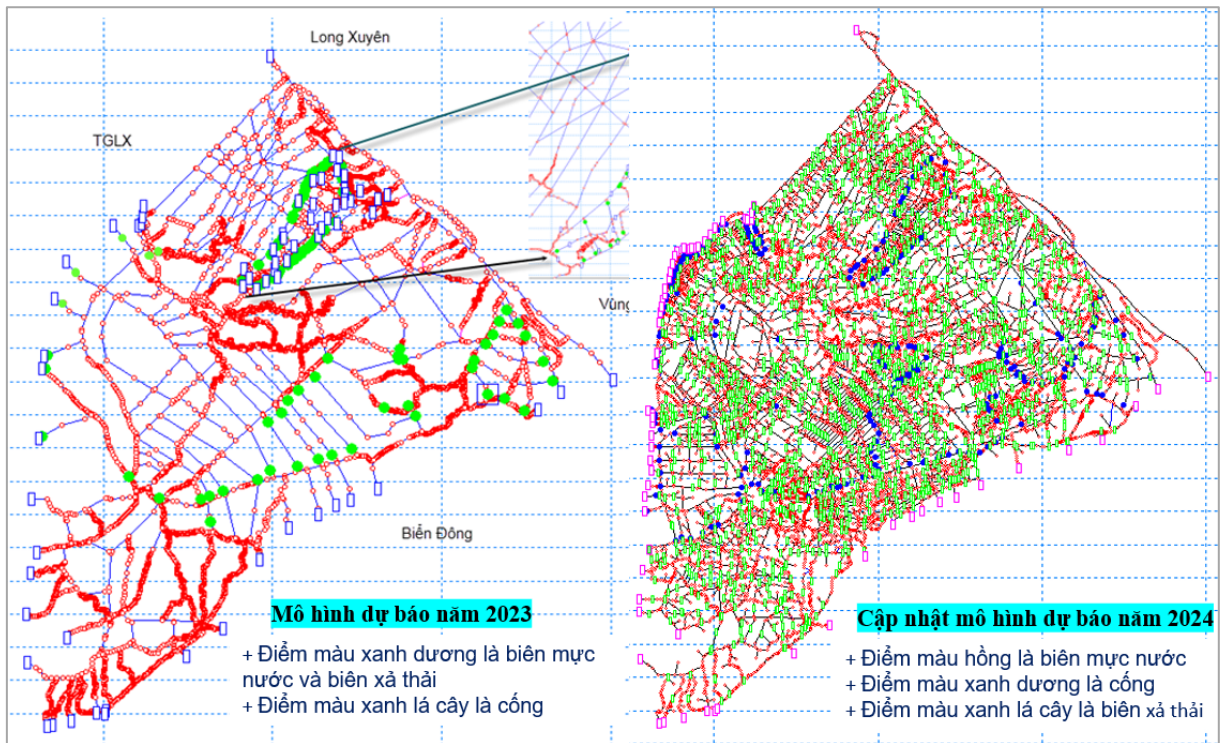 Long Xuyên
TGLX
Vùng
Biển Đông
Mô hình dự báo năm 2023
+ Điểm màu xanh dương là biên mực
nước và biên xả thải
+ Điểm màu xanh lá cây là cống
Cập nhật mô hình dự báo năm 2024
+ Điểm màu hồng là biên mực nước
+ Điểm màu xanh dương là cống
+ Điểm màu xanh lá cây là biên xả thải